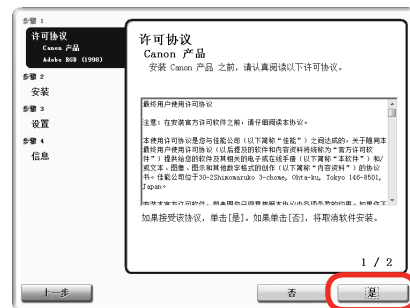 步骤 1
许可协议
Canon 产品
Adobe RGB (1998)
步骤 2
安装
步骤 3
设置
步骤 4
信息
许可协议
Canon 产品
安装 Canon 产品 之前，请认真阅读以下许可协议。
最终用户使用许可协议
注意：在安装官方许可软件之前，请仔细阅读本协议。
本使用许可协议是您与佳能公司（以下简称“佳能”）之间达成的，关于随同本
最终用户使用许可协议（以后提及的软件和内容资料将统称为“官方许可软
件”）提供给您的软件及其相关的电子或在线手册（以下简称“本软件”）和/
或文本、图像、图示和其他数字格式的创作（以下简称“内容资料”）的协议
书。佳能公司位于30-2Shimomaruko 3-chome, Ohta-ku, Tokyo 146-8501,
Japan。
如果接受该协议，单击[是]。如果单击[否]，将取消软件安装。
1 / 2
上一步
否
是